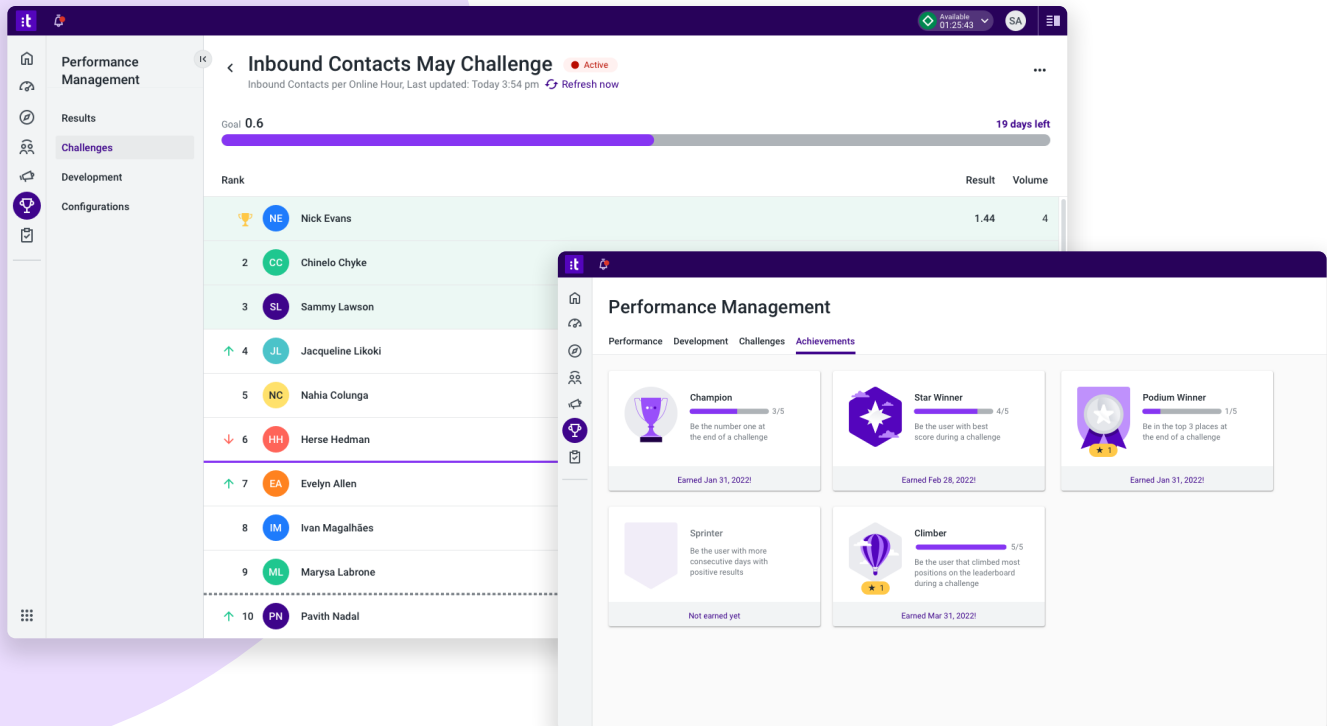 :t
Available
01:25:43
SA
Performance
Management
Results
Challenges
Development
Configurations
Inbound Contacts May Challenge
Active
Inbound Contacts per Online Hour, Last updated: Today 3:54 pm
Refresh now
Goal 0.6
19 days left
Rank Result Volume
NE Nick Evans 1.44 4
2 CC Chinelo Chyke
3 SL Sammy Lawson
4 JL Jacqueline Likoki
5 NC Nahia Colunga
6 HH Herse Hedman
7 EA Evelyn Allen
8 IM Ivan Magalhães
9 ML Marysa Labrone
10 PN Pavith Nadal
:t
Performance Management
Performance Development Challenges Achievements
Champion
3/5
Be the number one at
the end of a challenge
Earned Jan 31, 2022!
Star Winner
4/5
Be the user with best
score during a challenge
Earned Feb 28, 2022!
Podium Winner
1/5
Be in the top 3 places at
the end of a challenge
★ 1
Earned Jan 31, 2022!
Sprinter
Be the user with more
consecutive days with
positive results
Not earned yet
Climber
5/5
Be the user that climbed most
positions on the leaderboard
during a challenge
★ 1
Earned Mar 31, 2022!